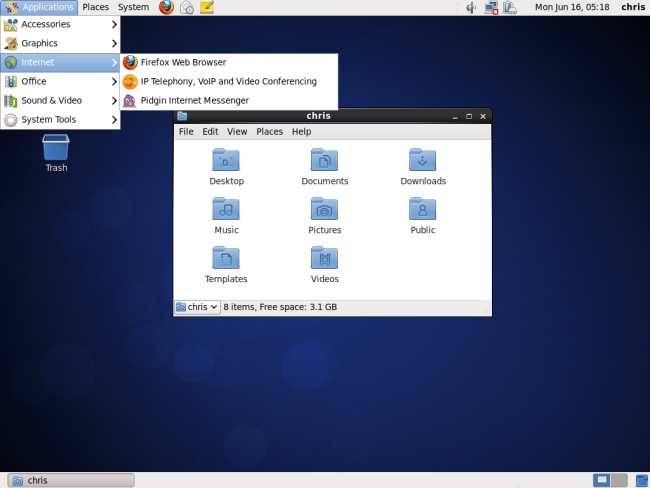 Applications Places System Mon Jun 16, 05:18 chris
Accessories
Graphics
Internet
Office
Sound & Video
System Tools
Firefox Web Browser
IP Telephony, VoIP and Video Conferencing
Pidgin Internet Messenger
Trash
chris
File Edit View Places Help
Desktop Documents Downloads
Music Pictures Public
Templates Videos
chris 8 items, Free space: 3.1 GB
chris